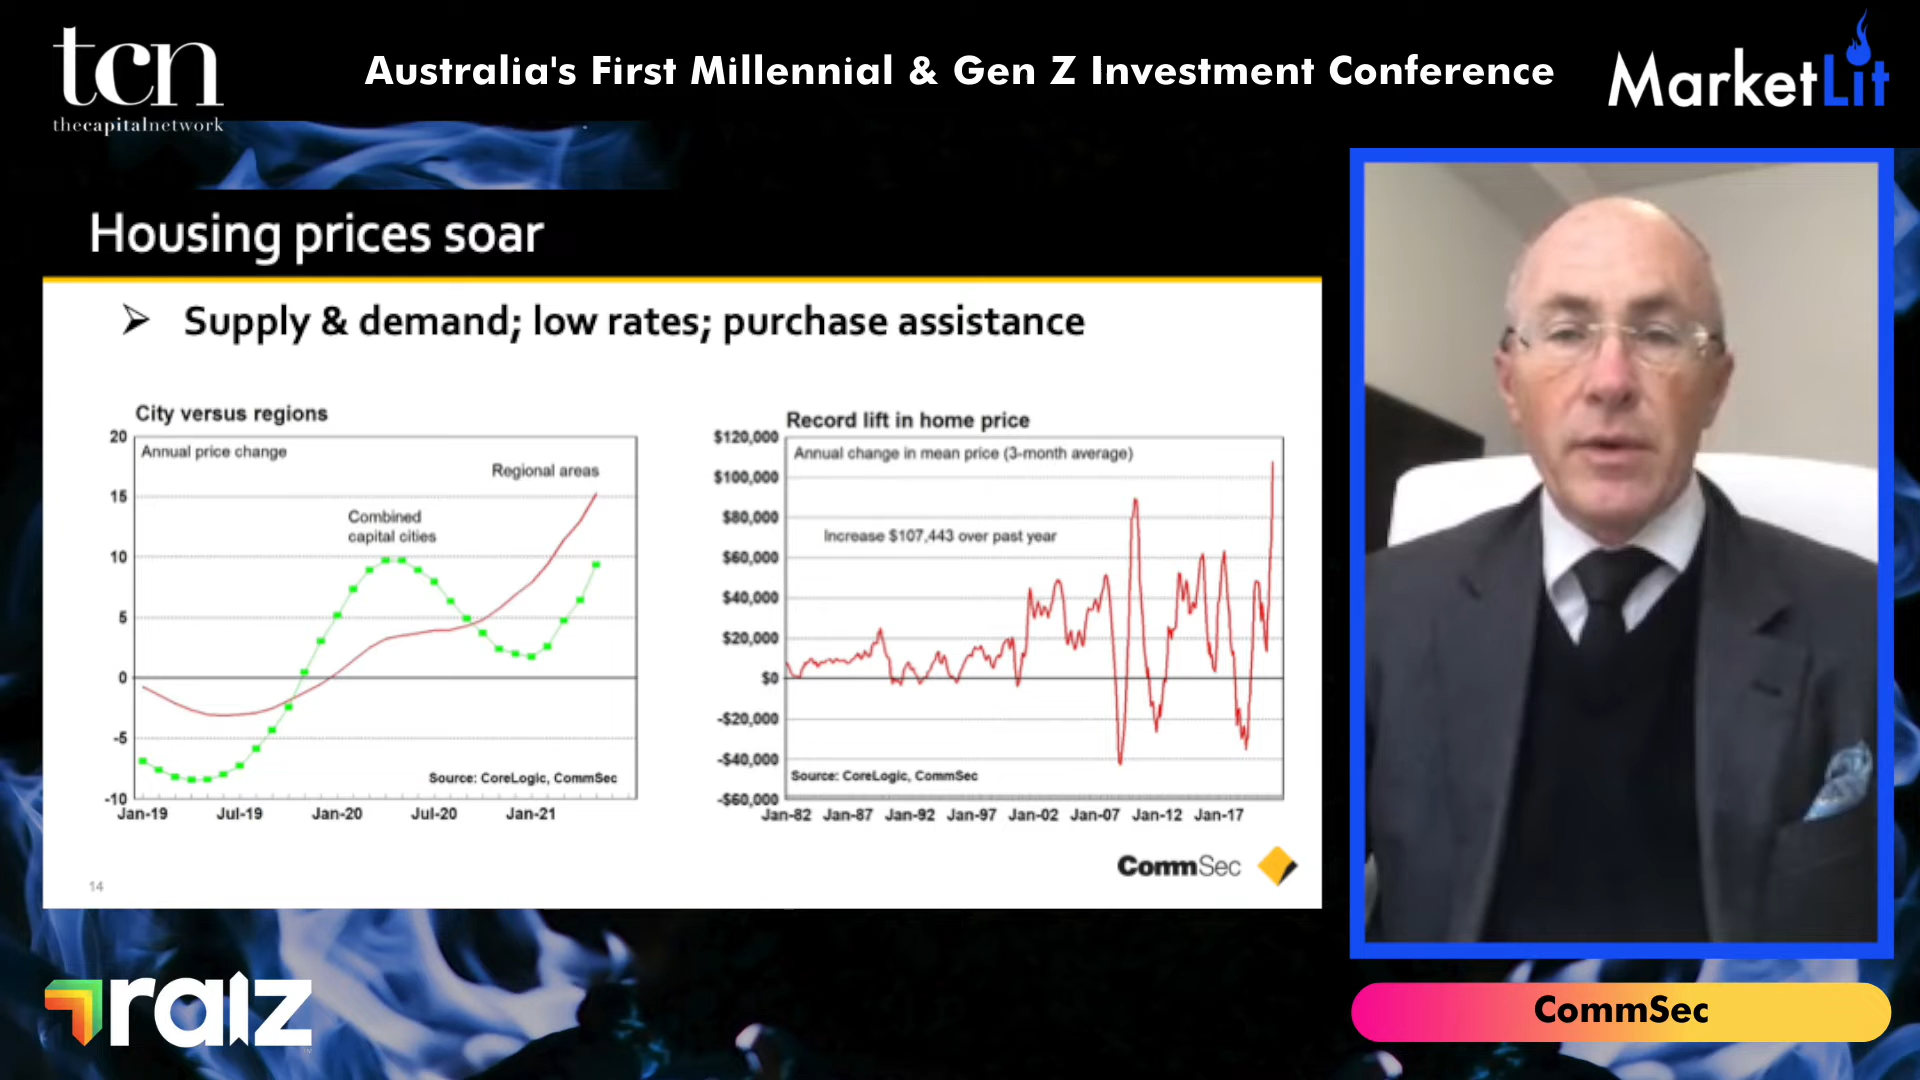 tcn
thecapitalnetwork
Australia's First Millennial & Gen Z Investment Conference
MarketLit
Housing prices soar
➢ Supply & demand; low rates; purchase assistance
City versus regions
Annual price change
Regional areas
Combined
capital cities
20
15
10
5
0
-5
-10
Source: CoreLogic, CommSec
Jan-19 Jul-19 Jan-20 Jul-20 Jan-21
Record lift in home price
Annual change in mean price (3-month average)
Increase $107,443 over past year
$120,000
$100,000
$80,000
$60,000
$40,000
$20,000
$0
-$20,000
-$40,000
-$60,000
Source: CoreLogic, CommSec
Jan-82 Jan-87 Jan-92 Jan-97 Jan-02 Jan-07 Jan-12 Jan-17
CommSec
14
raiz
CommSec